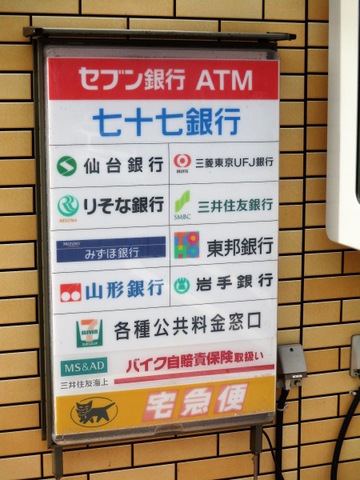 セブン銀行 ATM
七十七銀行
仙台銀行
三菱東京UFJ銀行
りそな銀行
RESONA
三井住友銀行
SMBC
MIZUHO
みずほ銀行
東邦銀行
山形銀行
岩手銀行
各種公共料金窓口
MS&AD
三井住友海上
バイク自賠責保険取扱い
宅急便